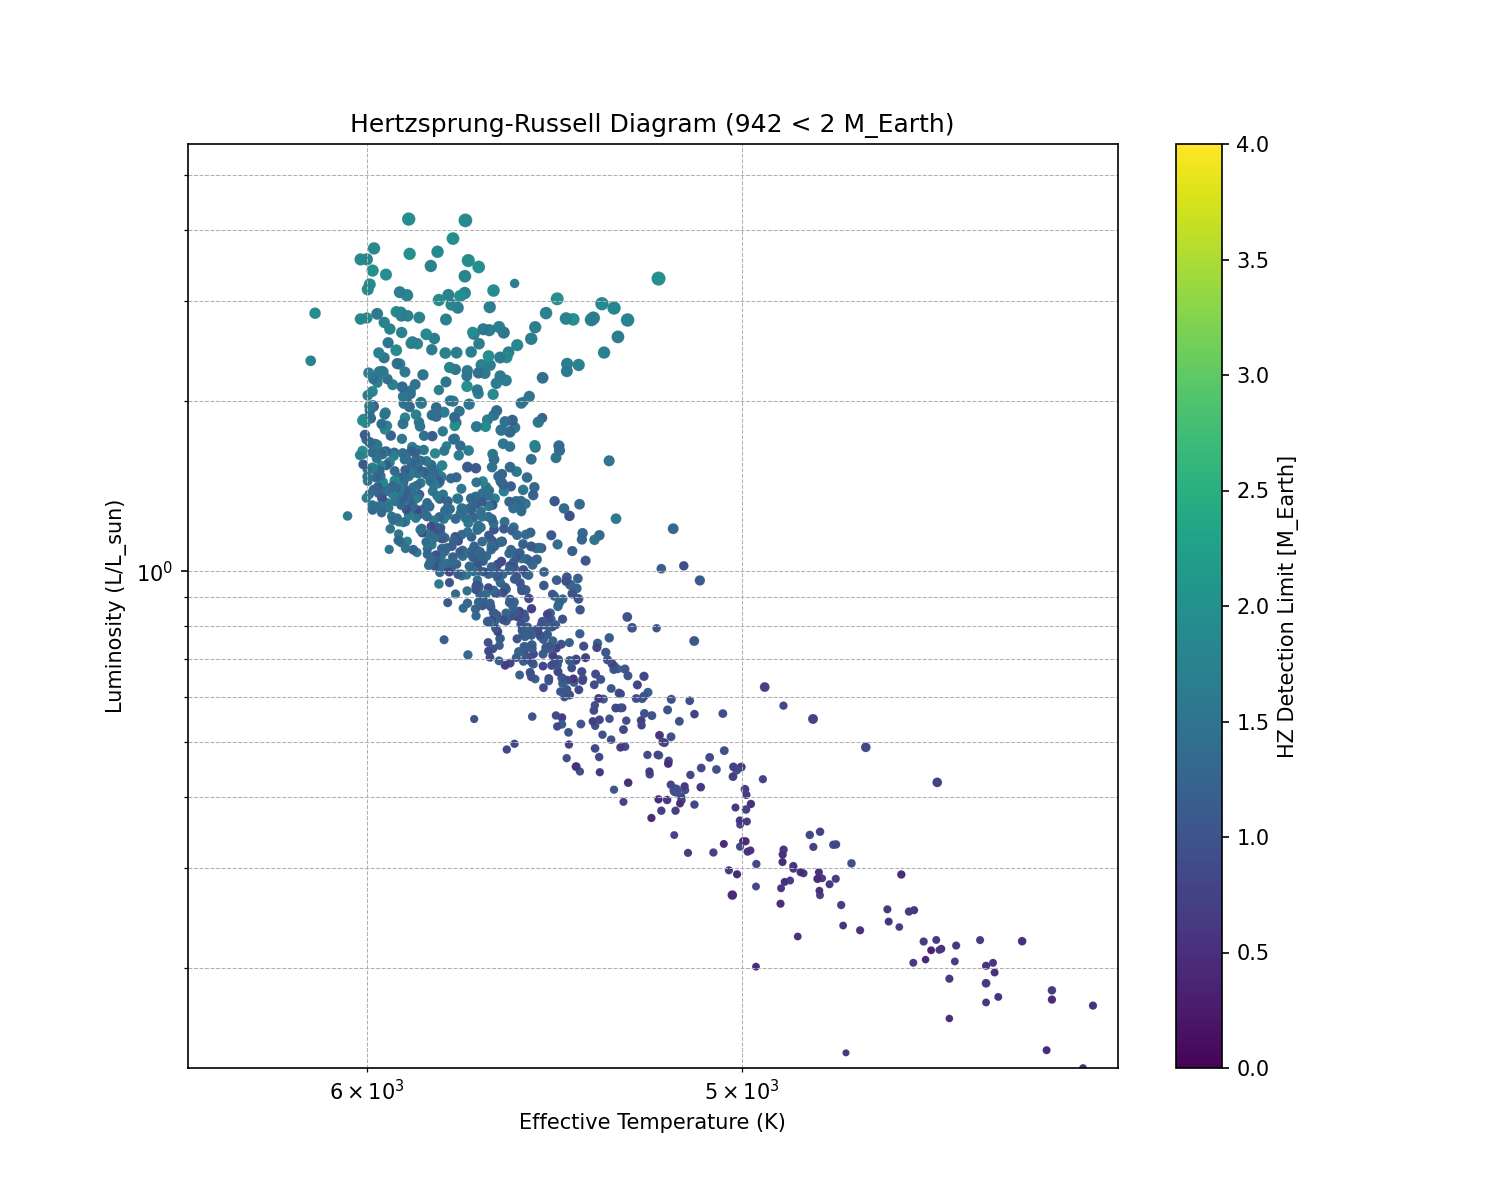 Hertzsprung-Russell Diagram (942 < 2 M_Earth)
Luminosity (L/L_sun)
10⁰
6 × 10³
5 × 10³
Effective Temperature (K)
4.0
3.5
3.0
2.5
2.0
1.5
1.0
0.5
0.0
HZ Detection Limit [M_Earth]